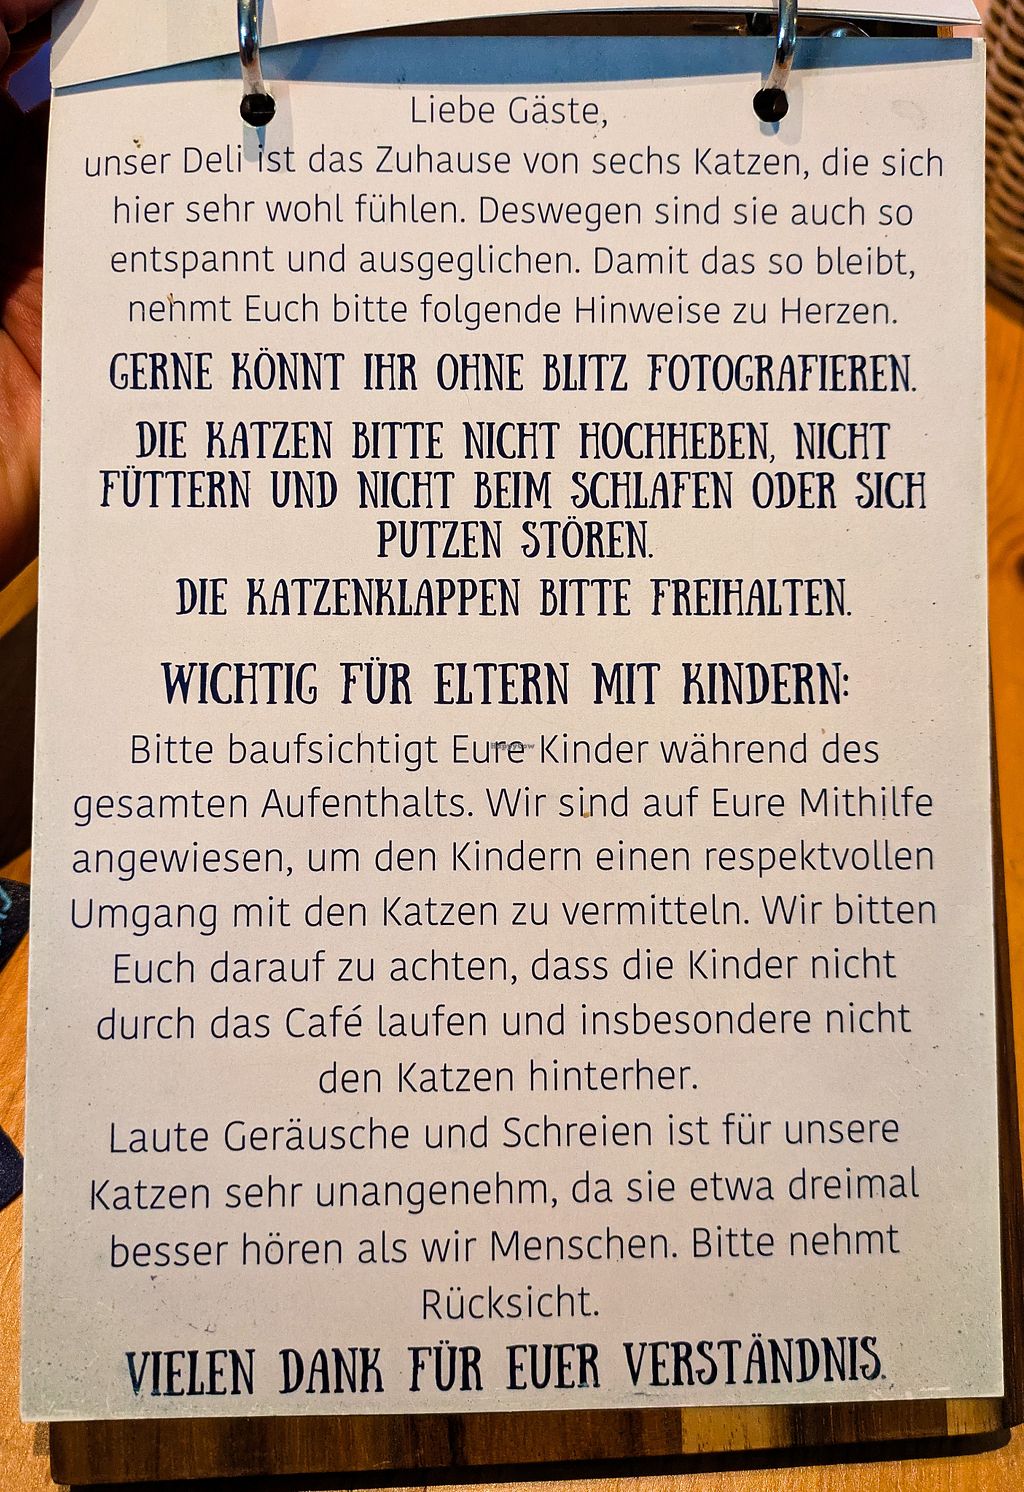 Liebe Gäste,
unser Deli ist das Zuhause von sechs Katzen, die sich
hier sehr wohl fühlen. Deswegen sind sie auch so
entspannt und ausgeglichen. Damit das so bleibt,
nehmt Euch bitte folgende Hinweise zu Herzen.
GERNE KÖNNT IHR OHNE BLITZ FOTOGRAFIEREN.
DIE KATZEN BITTE NICHT HOCHHEBEN, NICHT
FÜTTERN UND NICHT BEIM SCHLAFEN ODER SICH
PUTZEN STÖREN.
DIE KATZENKLAPPEN BITTE FREIHALTEN.
WICHTIG FÜR ELTERN MIT KINDERN:
Bitte baufsichtigt Eure Kinder während des
gesamten Aufenthalts. Wir sind auf Eure Mithilfe
angewiesen, um den Kindern einen respektvollen
Umgang mit den Katzen zu vermitteln. Wir bitten
Euch darauf zu achten, dass die Kinder nicht
durch das Café laufen und insbesondere nicht
den Katzen hinterher.
Laute Geräusche und Schreien ist für unsere
Katzen sehr unangenehm, da sie etwa dreimal
besser hören als wir Menschen. Bitte nehmt
Rücksicht.
VIELEN DANK FÜR EUER VERSTÄNDNIS.
HappyCow